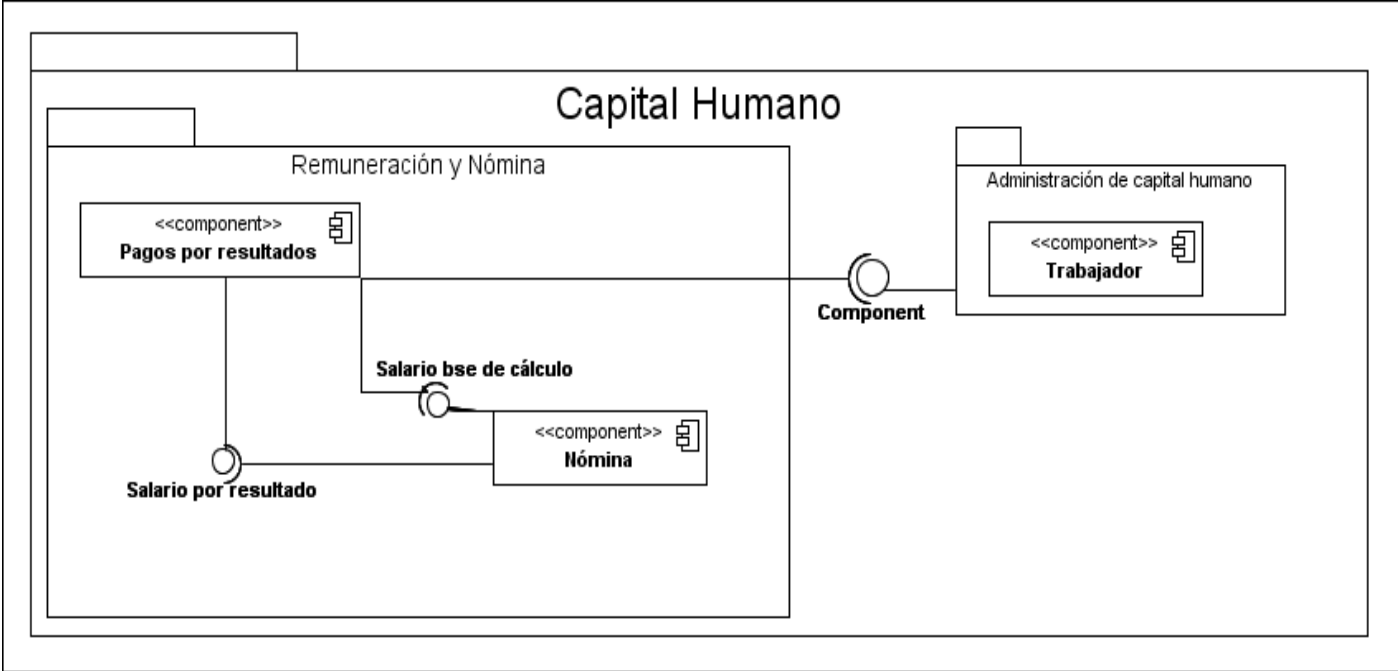 Capital Humano
Remuneración y Nómina
<<component>>
Pagos por resultados
Administración de capital humano
<<component>>
Trabajador
Component
Salario bse de cálculo
<<component>>
Nómina
Salario por resultado